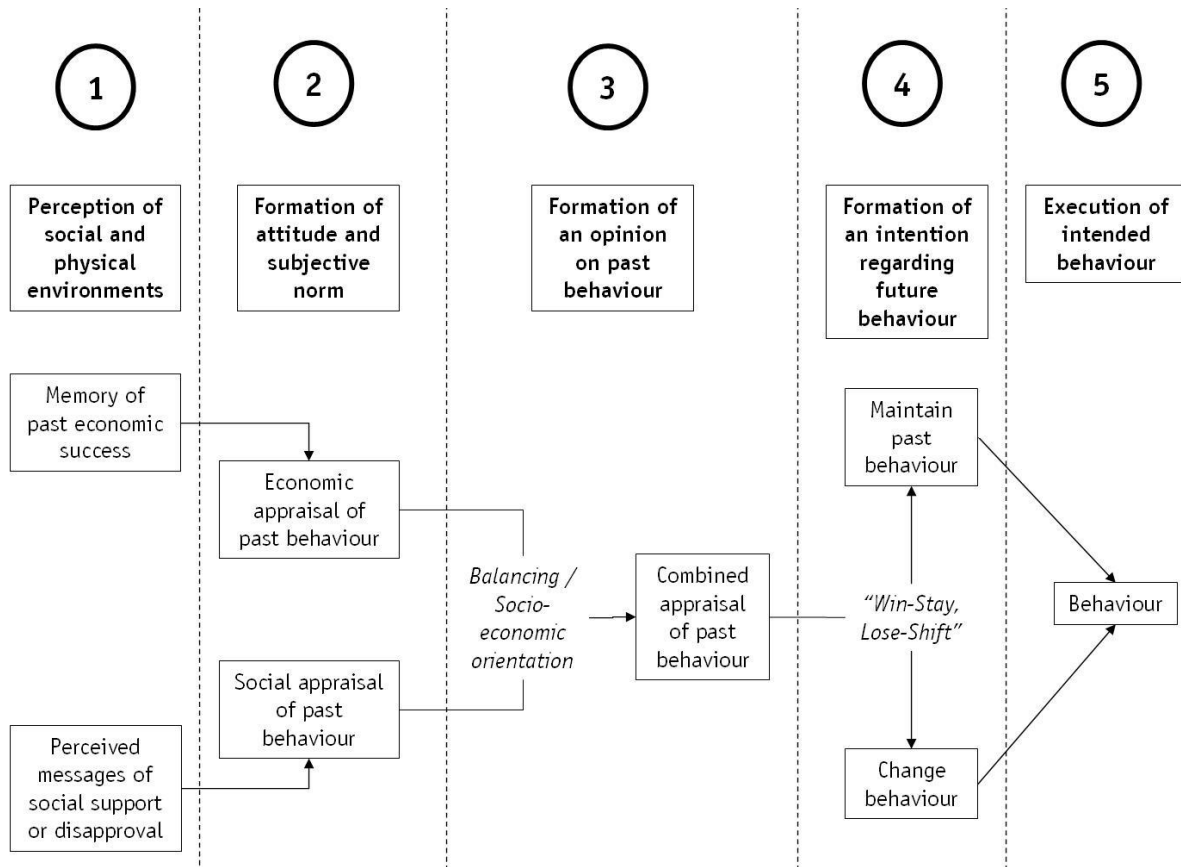 1
2
3
4
5
Perception of
social and
physical
environments
Formation of
attitude and
subjective
norm
Formation of
an opinion
on past
behaviour
Formation of
an intention
regarding
future
behaviour
Execution of
intended
behaviour
Memory of
past economic
success
Economic
appraisal of
past behaviour
Social appraisal
of past
behaviour
Perceived
messages of
social support
or disapproval
Balancing /
Socio-
economic
orientation
Combined
appraisal
of past
behaviour
Maintain
past
behaviour
“Win-Stay,
Lose-Shift”
Change
behaviour
Behaviour